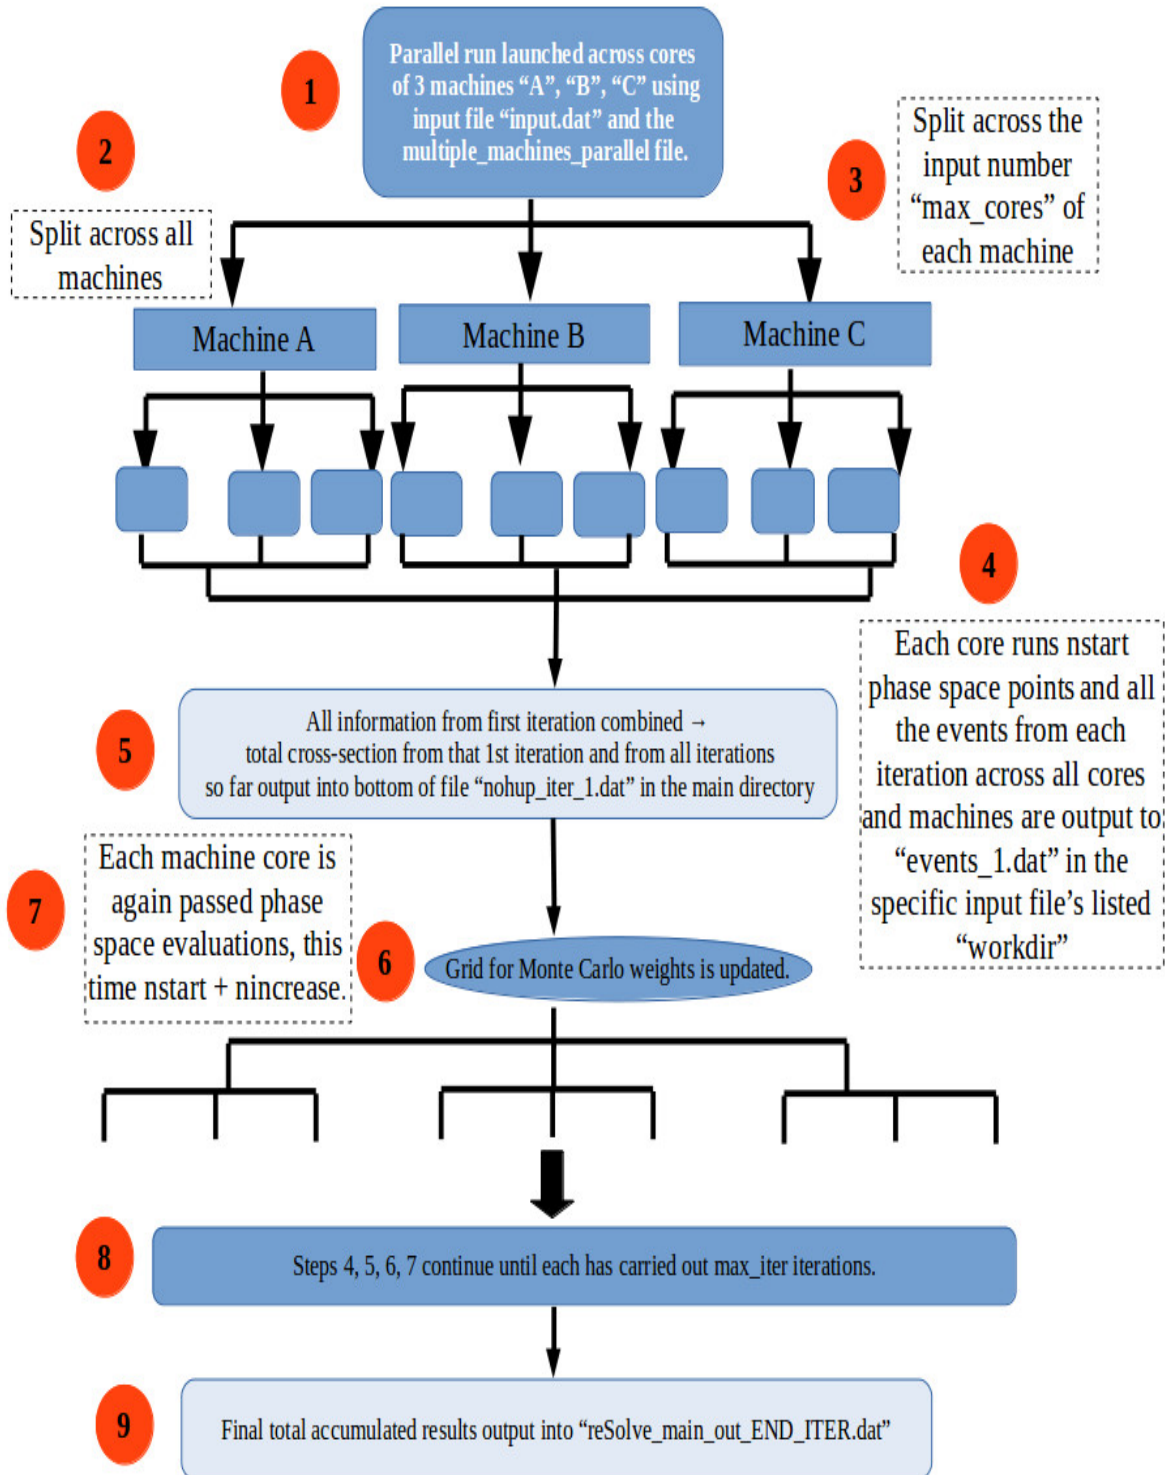 1
Parallel run launched across cores
of 3 machines “A”, “B”, “C” using
input file “input.dat” and the
multiple_machines_parallel file.
2
Split across all
machines
3
Split across the
input number
“max_cores” of
each machine
Machine A
Machine B
Machine C
4
Each core runs nstart
phase space points and all
the events from each
iteration across all cores
and machines are output to
“events_1.dat” in the
specific input file’s listed
“workdir”
5
All information from first iteration combined →
total cross-section from that 1st iteration and from all iterations
so far output into bottom of file “nohup_iter_1.dat” in the main directory
6
Grid for Monte Carlo weights is updated.
7
Each machine core is
again passed phase
space evaluations, this
time nstart + nincrease.
8
Steps 4, 5, 6, 7 continue until each has carried out max_iter iterations.
9
Final total accumulated results output into “reSolve_main_out_END_ITER.dat”